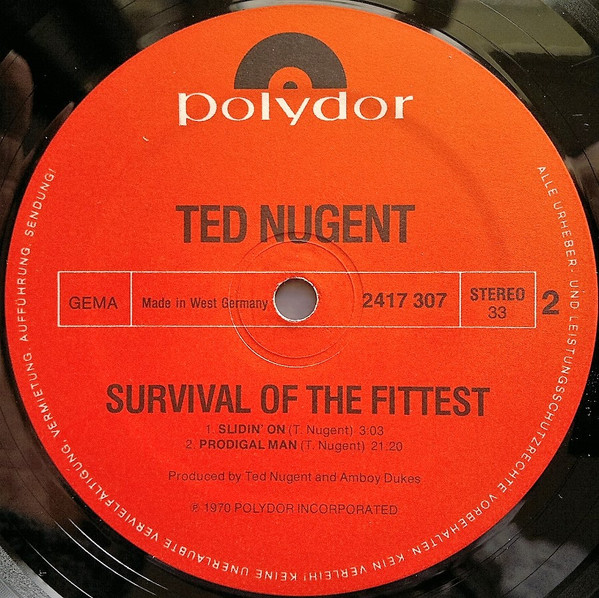 polydor
TED NUGENT
GEMA
Made in West Germany
2417 307
STEREO
33
2
SURVIVAL OF THE FITTEST
1. SLIDIN' ON (T. Nugent) 3:03
2. PRODIGAL MAN (T. Nugent) 21:20
Produced by Ted Nugent and Amboy Dukes
℗ 1970 POLYDOR INCORPORATED
ALLE URHEBER- UND LEISTUNGSSCHUTZRECHTE VORBEHALTEN. KEIN VERLEIH! KEINE UNERLAUBTE VERVIELFÄLTIGUNG, VERMIETUNG, AUFFÜHRUNG, SENDUNG!